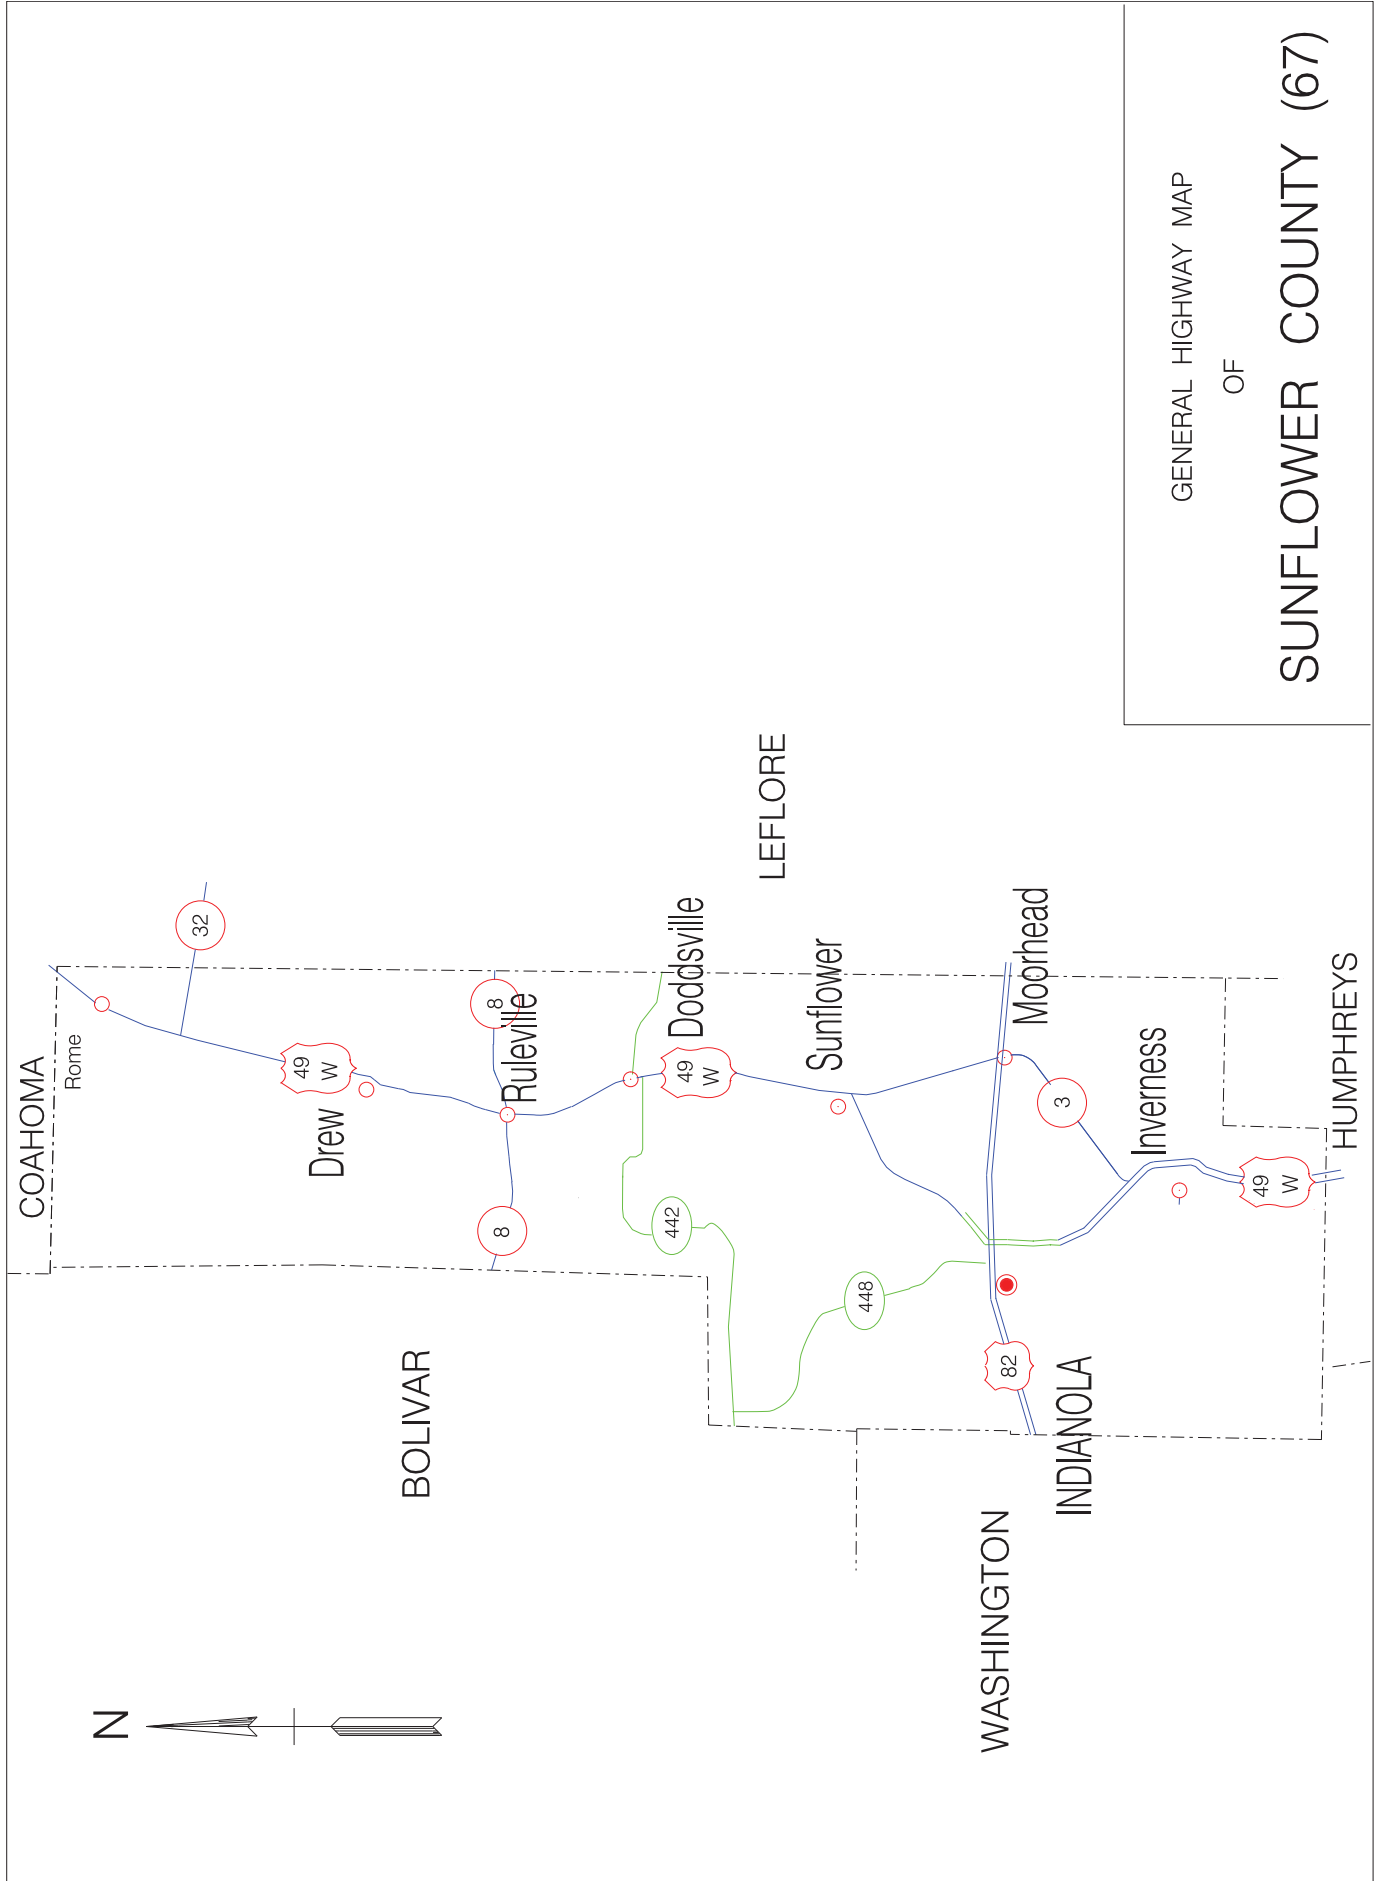 COAHOMA
Rome
N
32
49
W
Drew
BOLIVAR
8
8
Ruleville
442
Doddsville
49
W
LEFLORE
Sunflower
448
WASHINGTON
82
Moorhead
3
INDIANOLA
Inverness
49
W
HUMPHREYS
GENERAL HIGHWAY MAP
OF
SUNFLOWER COUNTY (67)